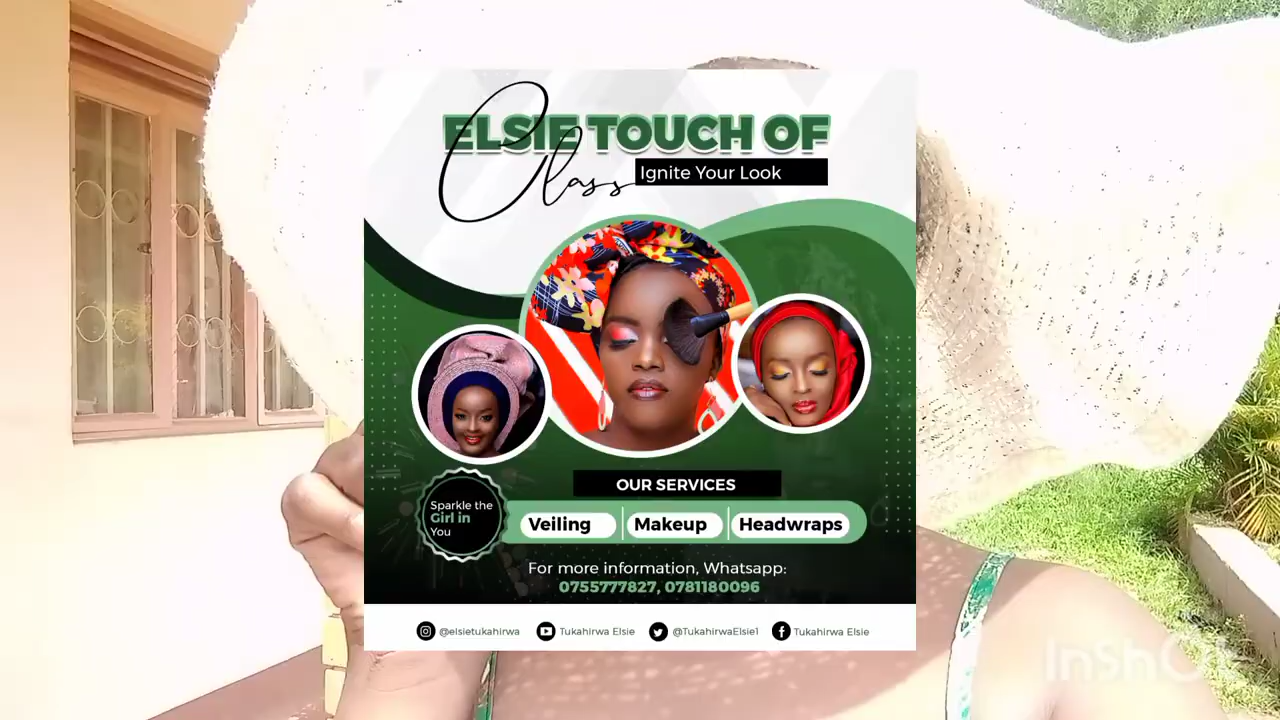 ELSIE TOUCH OF
Class
Ignite Your Look
OUR SERVICES
Sparkle the
Girl in
You
Veiling
Makeup
Headwraps
For more information, Whatsapp:
0755777827, 0781180096
@elsietukahirwa
Tukahirwa Elsie
@TukahirwaElsie1
Tukahirwa Elsie
InShOt